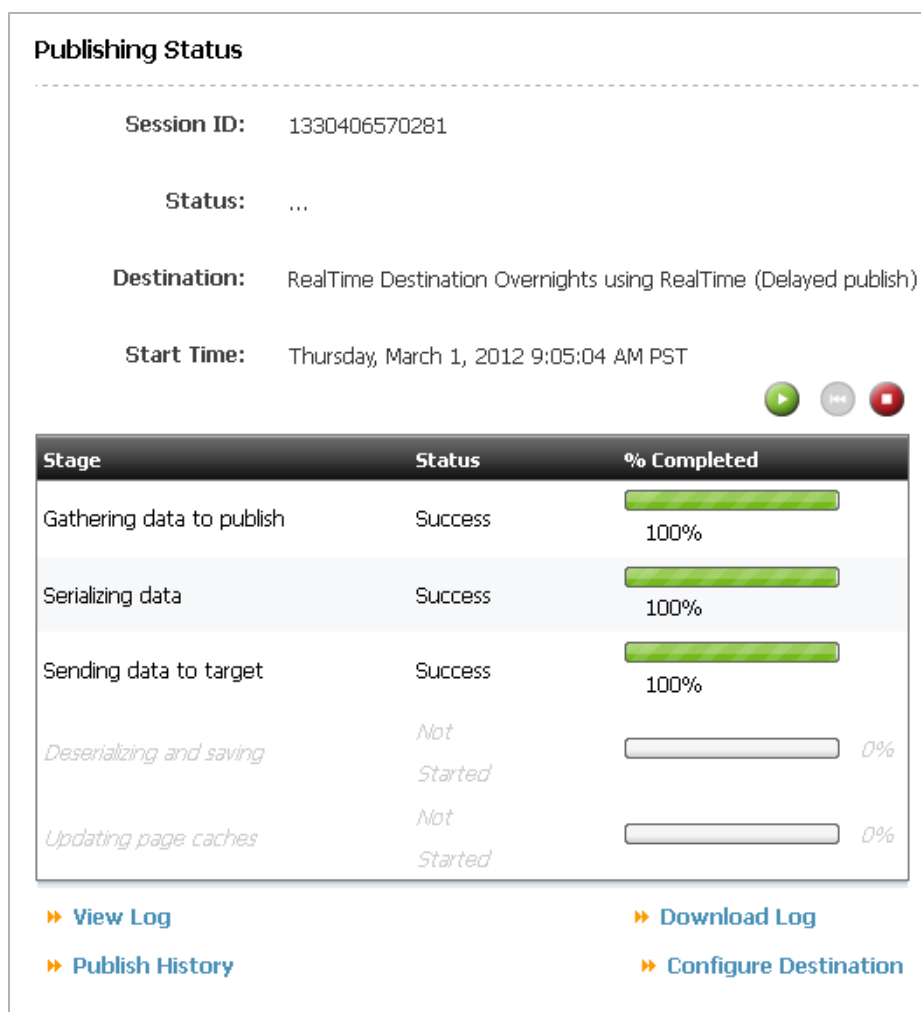 Publishing Status
Session ID: 1330406570281
Status: ...
Destination: RealTime Destination Overnights using RealTime (Delayed publish)
Start Time: Thursday, March 1, 2012 9:05:04 AM PST
Stage Status % Completed
Gathering data to publish Success 100%
Serializing data Success 100%
Sending data to target Success 100%
Deserializing and saving Not Started 0%
Updating page caches Not Started 0%
View Log Download Log
Publish History Configure Destination